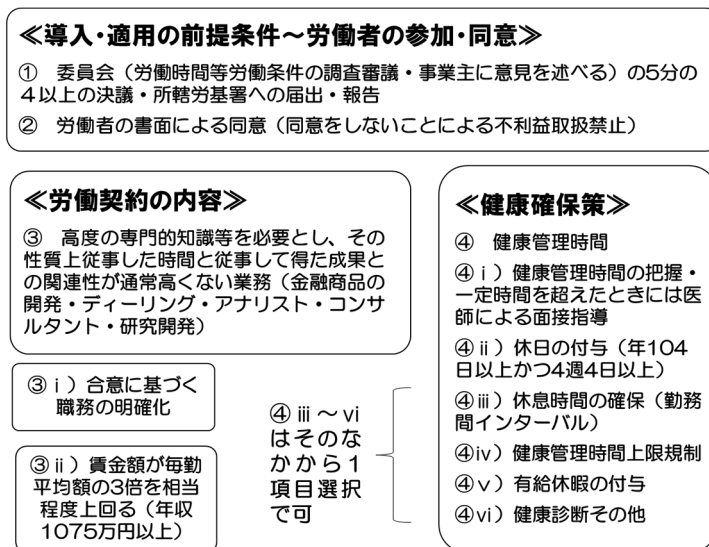 ≪導入・適用の前提条件～労働者の参加・同意≫
① 委員会（労働時間等労働条件の調査審議・事業主に意見を述べる）の5分の
４以上の決議・所轄労基署への届出・報告
② 労働者の書面による同意（同意をしないことによる不利益取扱禁止）
≪労働契約の内容≫
③ 高度の専門的知識等を必要とし、その
性質上従事した時間と従事して得た成果と
の関連性が通常高くない業務（金融商品の
開発・ディーリング・アナリスト・コンサ
ルタント・研究開発）
③ⅰ）合意に基づく
職務の明確化
③ⅱ）賃金額が毎勤
平均額の3倍を相当
程度上回る（年収
1075万円以上）
④ⅲ～ⅵ
はそのな
かから１
項目選択
で可
≪健康確保策≫
④ 健康管理時間
④ⅰ）健康管理時間の把握・
一定時間を超えたときには医
師による面接指導
④ⅱ）休日の付与（年104
日以上かつ４週４日以上）
④ⅲ）休息時間の確保（勤務
間インターバル）
④ⅳ）健康管理時間上限規制
④ⅴ）有給休暇の付与
④ⅵ）健康診断その他